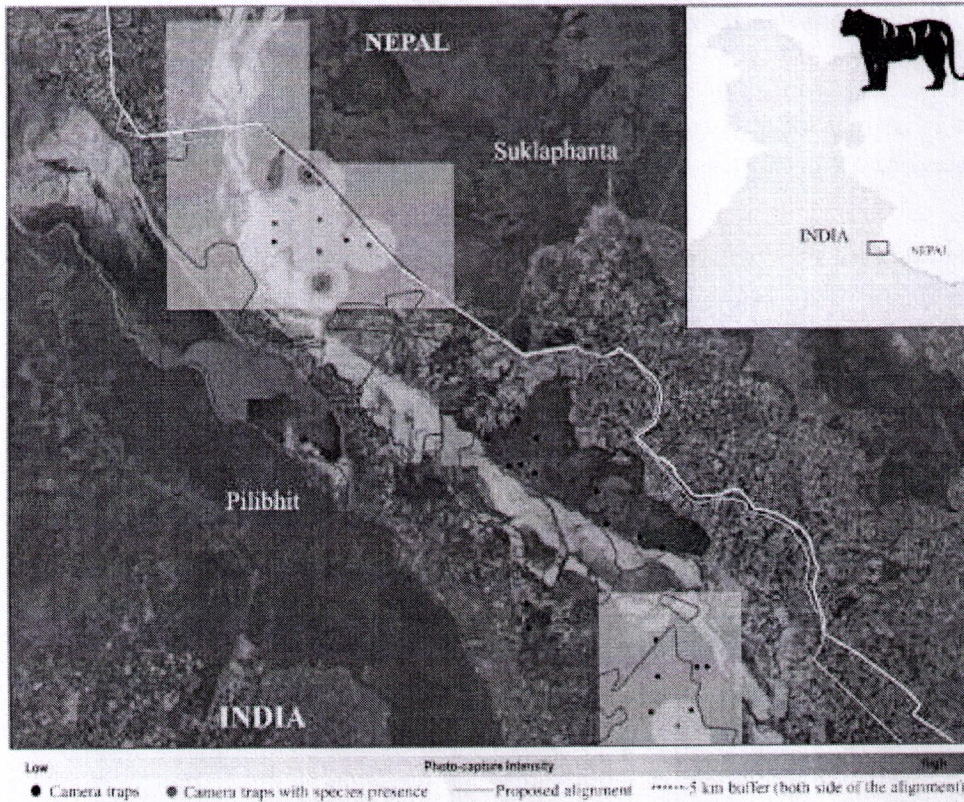 NEPAL
Suklaphanta
INDIA
NEPAL
Pilibhit
INDIA
Low Photo-capture Intensity High
Camera traps Camera traps with species presence Proposed alignment 5 km buffer (both side of the alignment)